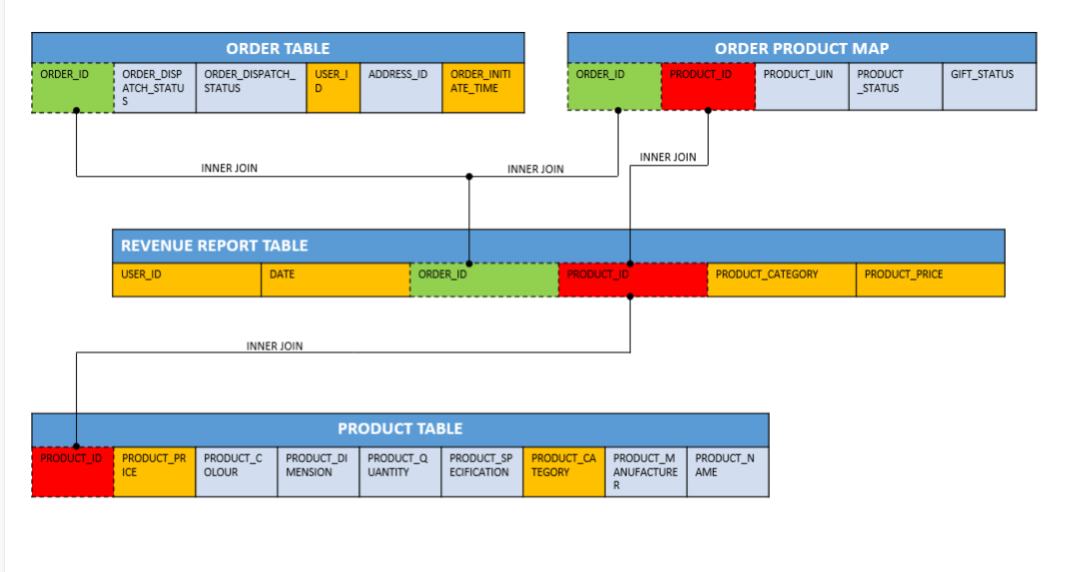 ORDER TABLE
ORDER_ID
ORDER_DISP
ATCH_STATU
S
ORDER_DISPATCH_
STATUS
USER_I
D
ADDRESS_ID
ORDER_INITI
ATE_TIME
ORDER PRODUCT MAP
ORDER_ID
PRODUCT_ID
PRODUCT_UIN
PRODUCT
_STATUS
GIFT_STATUS
INNER JOIN
INNER JOIN
INNER JOIN
REVENUE REPORT TABLE
USER_ID
DATE
ORDER_ID
PRODUCT_ID
PRODUCT_CATEGORY
PRODUCT_PRICE
INNER JOIN
PRODUCT TABLE
PRODUCT_ID
PRODUCT_PR
ICE
PRODUCT_C
OLOUR
PRODUCT_DI
MENSION
PRODUCT_Q
UANTITY
PRODUCT_SP
ECIFICATION
PRODUCT_CA
TEGORY
PRODUCT_M
ANUFACTURE
R
PRODUCT_N
AME